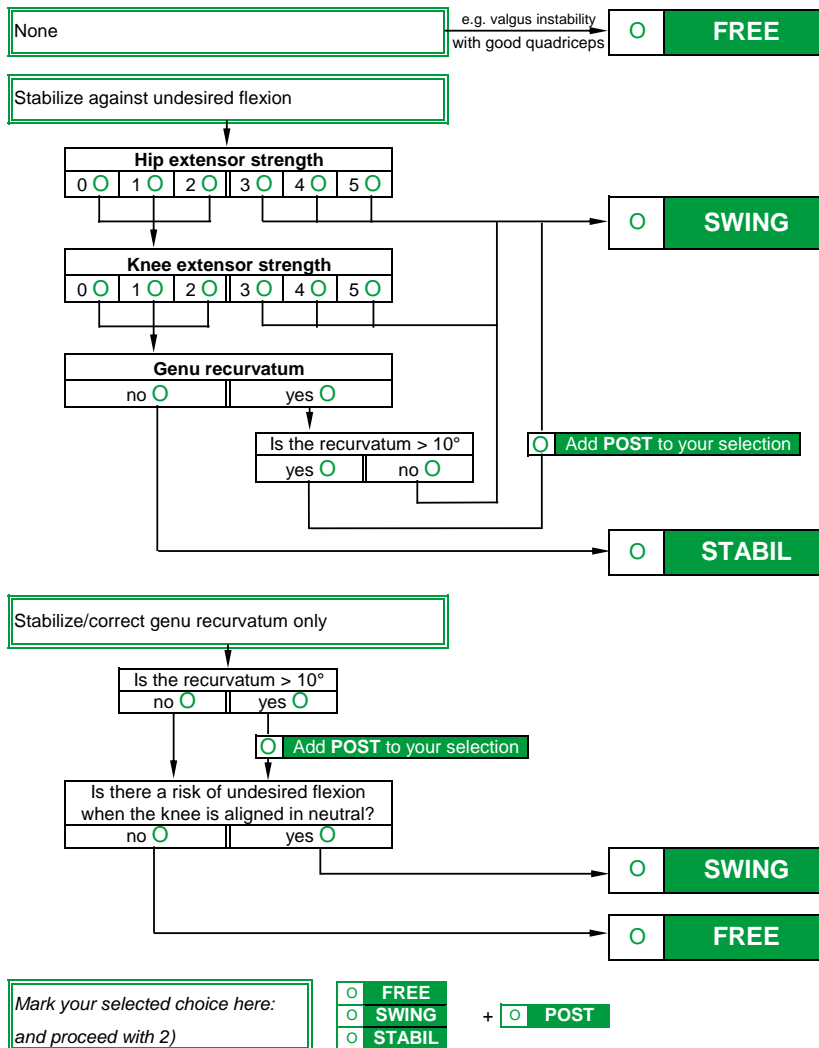 None
e.g. valgus instability
with good quadriceps
O FREE
Stabilize against undesired flexion
Hip extensor strength
0 O 1 O 2 O 3 O 4 O 5 O
O SWING
Knee extensor strength
0 O 1 O 2 O 3 O 4 O 5 O
Genu recurvatum
no O yes O
Is the recurvatum > 10°
yes O no O
O Add POST to your selection
O STABIL
Stabilize/correct genu recurvatum only
Is the recurvatum > 10°
no O yes O
O Add POST to your selection
Is there a risk of undesired flexion
when the knee is aligned in neutral?
no O yes O
O SWING
O FREE
Mark your selected choice here:
and proceed with 2)
O FREE
O SWING
O STABIL
+ O POST